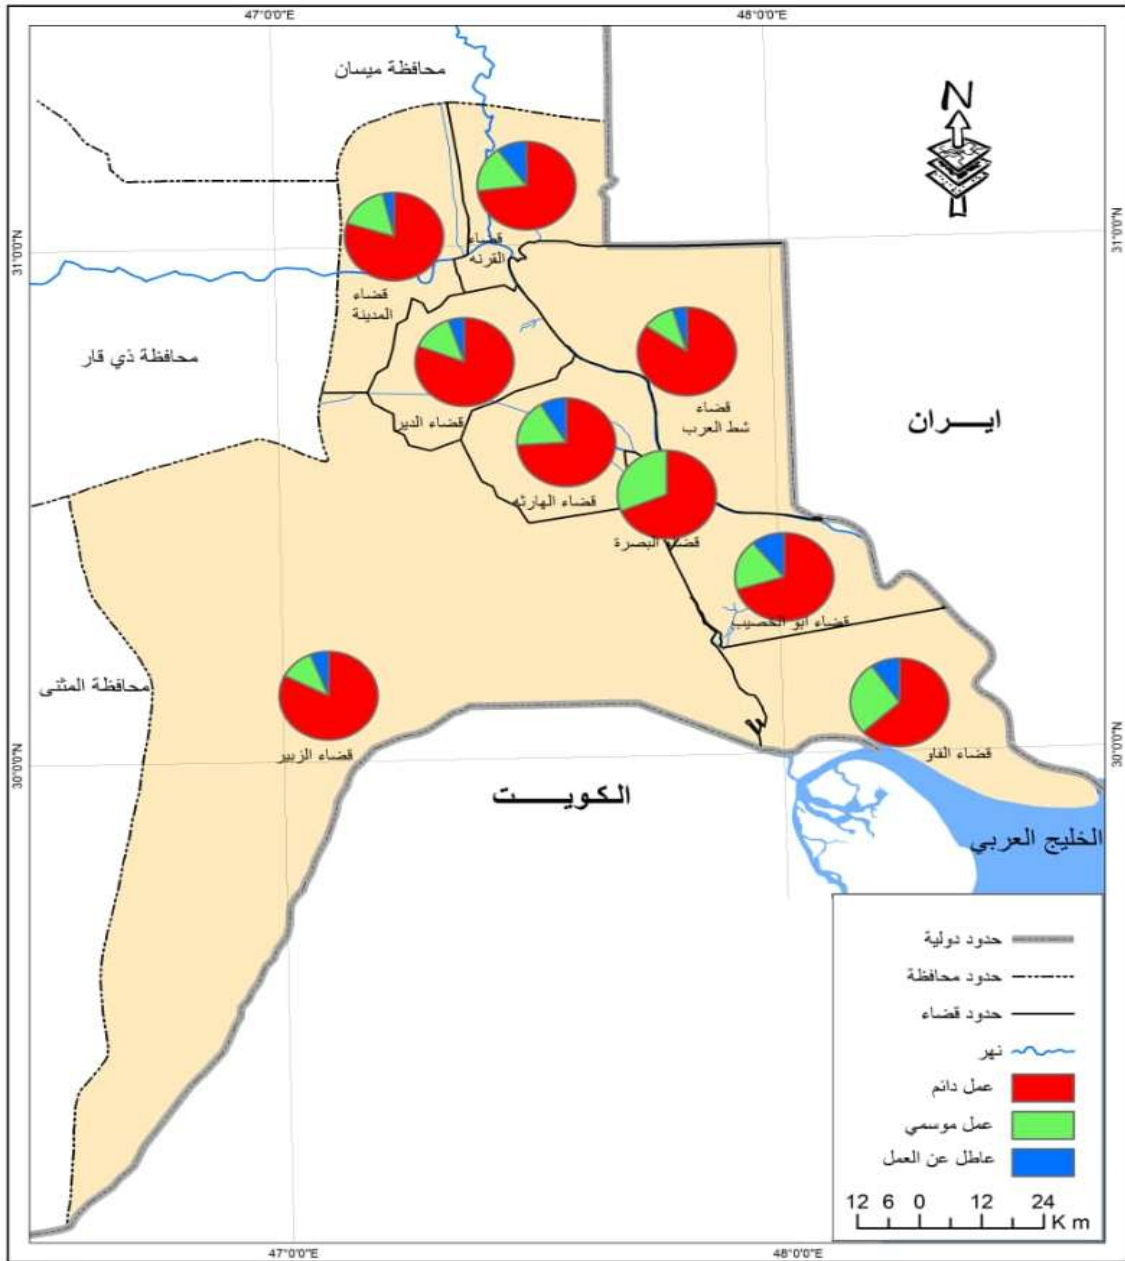 47°0'0"E
48°0'0"E
محافظة ميسان
N
31°0'0"N
31°0'0"N
قضاء
القرنه
قضاء
المدينة
محافظة ذي قار
قضاء
شط العرب
ايـــران
قضاء الدير
قضاء الهارثه
قضاء البصرة
قضاء ابو الخصيب
محافظة المثنى
قضاء الزبير
قضاء الفاو
30°0'0"N
30°0'0"N
الكويـــت
الخليج العربي
حدود دولية
حدود محافظة
حدود قضاء
نهر
عمل دائم
عمل موسمي
عاطل عن العمل
12 6 0 12 24
K m
47°0'0"E
48°0'0"E